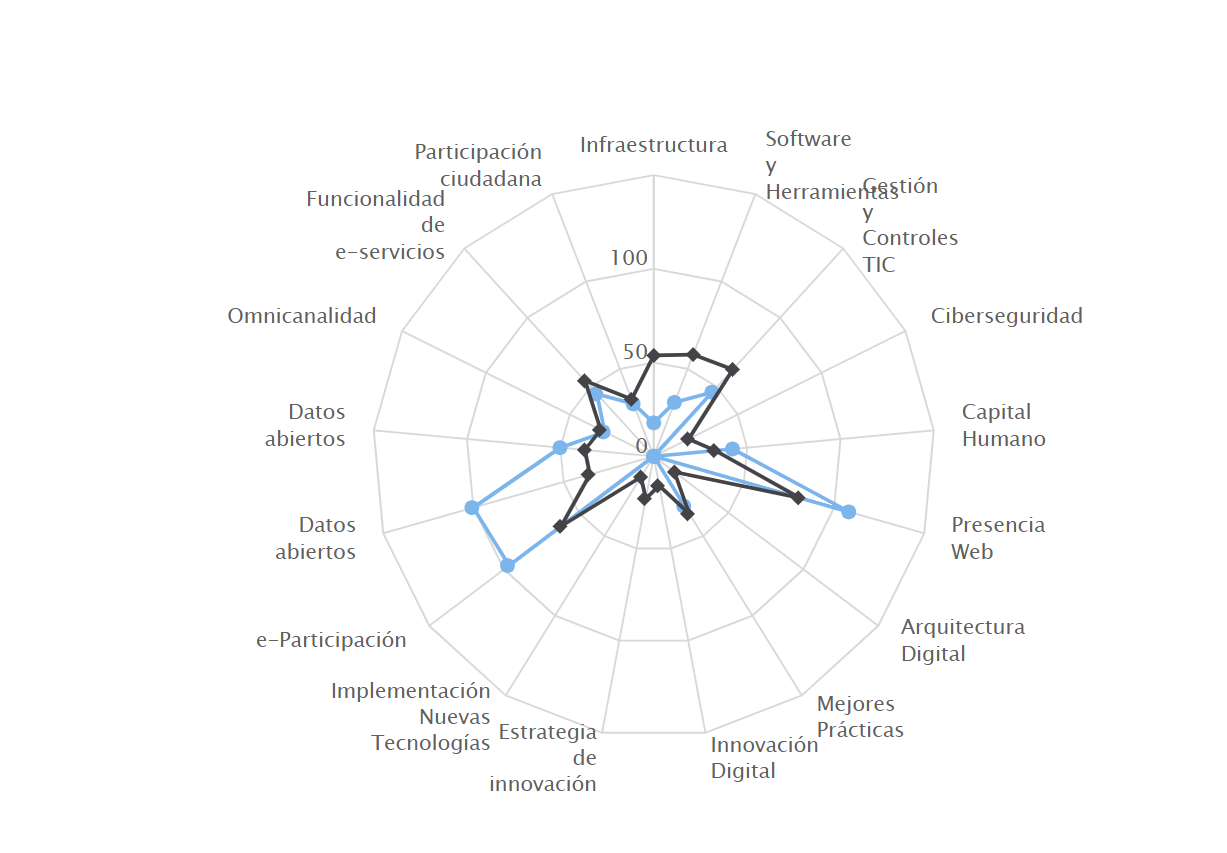 Infraestructura
Software
y
Herramientas
Gestión
y
Controles
TIC
Ciberseguridad
Capital
Humano
Presencia
Web
Arquitectura
Digital
Mejores
Prácticas
Innovación
Digital
Estrategia
de
innovación
Implementación
Nuevas
Tecnologías
e-Participación
Datos
abiertos
Datos
abiertos
Omnicanalidad
Funcionalidad
de
e-servicios
Participación
ciudadana
100
50
0